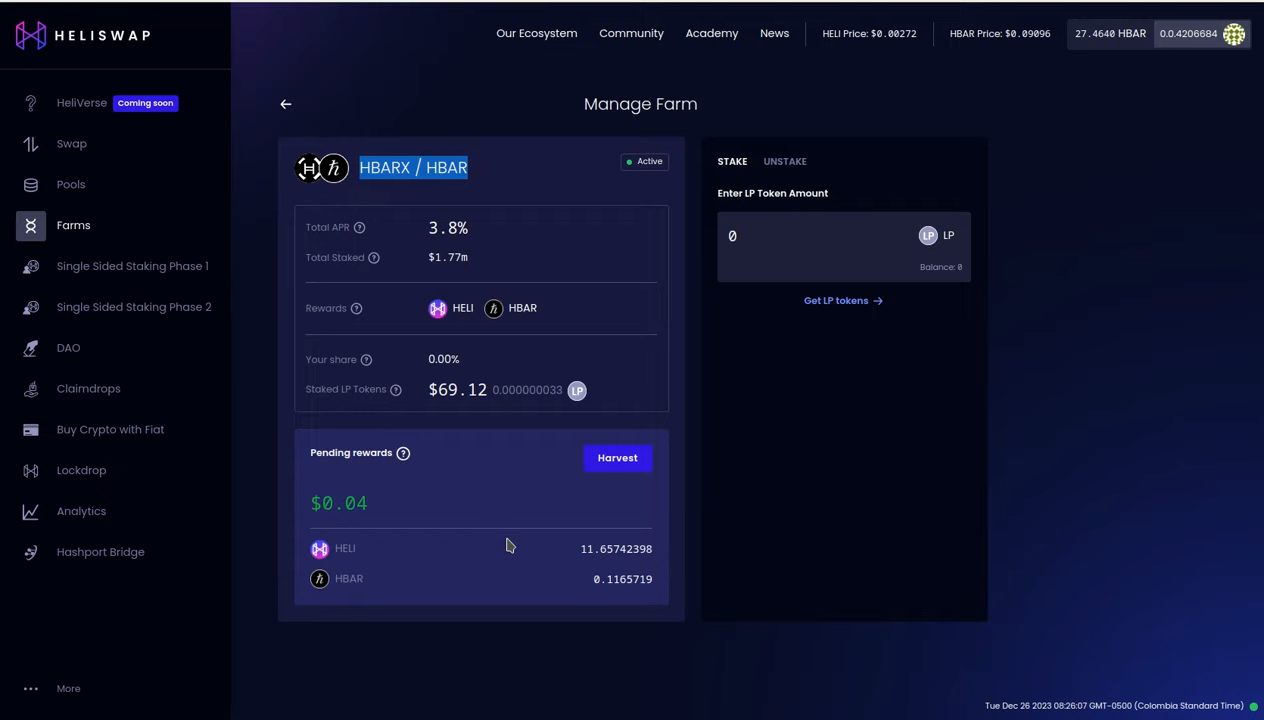 HELISWAP
Our Ecosystem Community Academy News HELI Price: $0.00272 HBAR Price: $0.09096 27.4640 HBAR 0.0.4206684
HeliVerse Coming soon
Swap
Pools
Farms
Single Sided Staking Phase 1
Single Sided Staking Phase 2
DAO
Claimdrops
Buy Crypto with Fiat
Lockdrop
Analytics
Hashport Bridge
More
Manage Farm
HBARX / HBAR
Active
Total APR ? 3.8%
Total Staked ? $1.77m
Rewards ? HELI HBAR
Your share ? 0.00%
Staked LP Tokens ? $69.12 0.000000033 LP
Pending rewards ? Harvest
$0.04
HELI 11.65742398
HBAR 0.1165719
STAKE UNSTAKE
Enter LP Token Amount
0 LP LP
Balance: 0
Get LP tokens →
Tue Dec 26 2023 08:26:07 GMT-0500 (Colombia Standard Time)